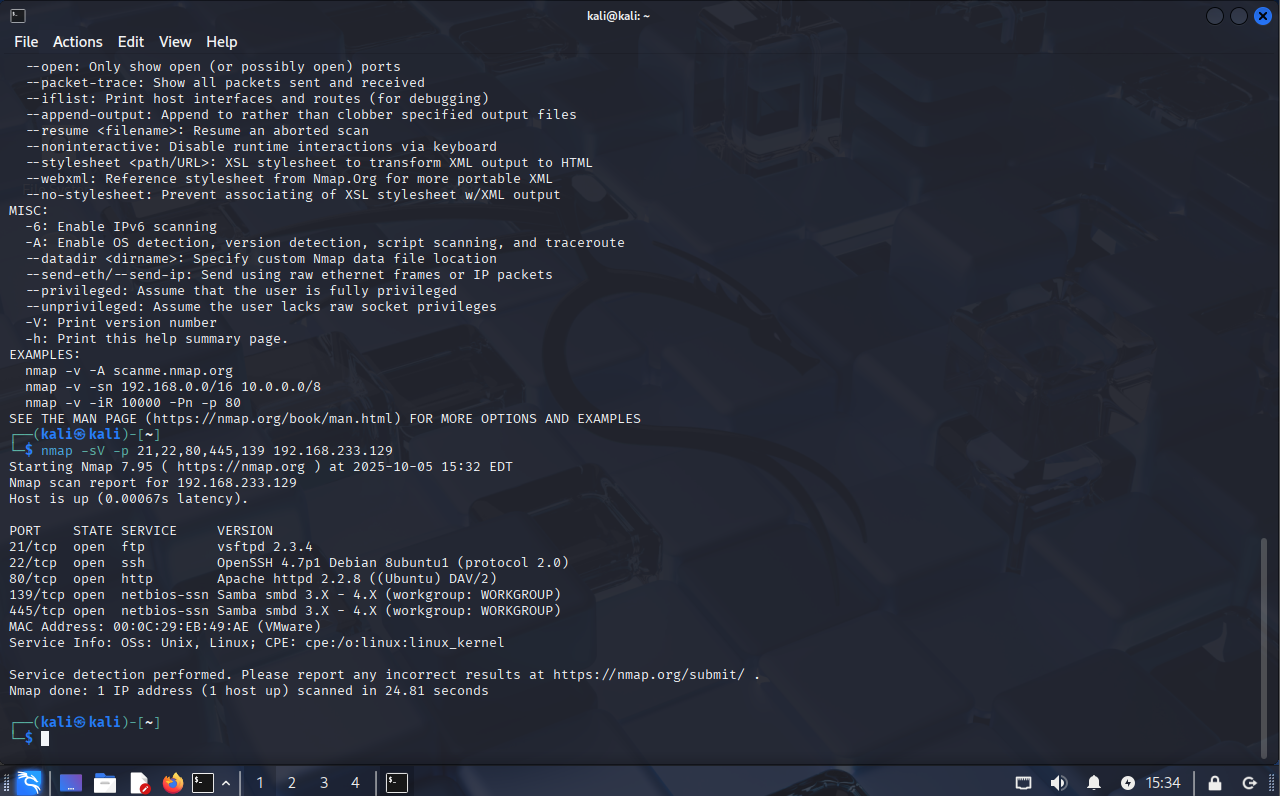 kali@kali: ~
File Actions Edit View Help
--open: Only show open (or possibly open) ports
--packet-trace: Show all packets sent and received
--iflist: Print host interfaces and routes (for debugging)
--append-output: Append to rather than clobber specified output files
--resume <filename>: Resume an aborted scan
--noninteractive: Disable runtime interactions via keyboard
--stylesheet <path/URL>: XSL stylesheet to transform XML output to HTML
--webxml: Reference stylesheet from Nmap.Org for more portable XML
--no-stylesheet: Prevent associating of XSL stylesheet w/XML output
MISC:
-6: Enable IPv6 scanning
-A: Enable OS detection, version detection, script scanning, and traceroute
--datadir <dirname>: Specify custom Nmap data file location
--send-eth/--send-ip: Send using raw ethernet frames or IP packets
--privileged: Assume that the user is fully privileged
--unprivileged: Assume the user lacks raw socket privileges
-V: Print version number
-h: Print this help summary page.
EXAMPLES:
nmap -v -A scanme.nmap.org
nmap -v -sn 192.168.0.0/16 10.0.0.0/8
nmap -v -iR 10000 -Pn -p 80
SEE THE MAN PAGE (https://nmap.org/book/man.html) FOR MORE OPTIONS AND EXAMPLES
┌──(kali㉿kali)-[~]
└─$ nmap -sV -p 21,22,80,445,139 192.168.233.129
Starting Nmap 7.95 ( https://nmap.org ) at 2025-10-05 15:32 EDT
Nmap scan report for 192.168.233.129
Host is up (0.00067s latency).
PORT STATE SERVICE VERSION
21/tcp open ftp vsftpd 2.3.4
22/tcp open ssh OpenSSH 4.7p1 Debian 8ubuntu1 (protocol 2.0)
80/tcp open http Apache httpd 2.2.8 ((Ubuntu) DAV/2)
139/tcp open netbios-ssn Samba smbd 3.X - 4.X (workgroup: WORKGROUP)
445/tcp open netbios-ssn Samba smbd 3.X - 4.X (workgroup: WORKGROUP)
MAC Address: 00:0C:29:EB:49:AE (VMware)
Service Info: OSs: Unix, Linux; CPE: cpe:/o:linux:linux_kernel
Service detection performed. Please report any incorrect results at https://nmap.org/submit/ .
Nmap done: 1 IP address (1 host up) scanned in 24.81 seconds
┌──(kali㉿kali)-[~]
└─$
1 2 3 4 15:34